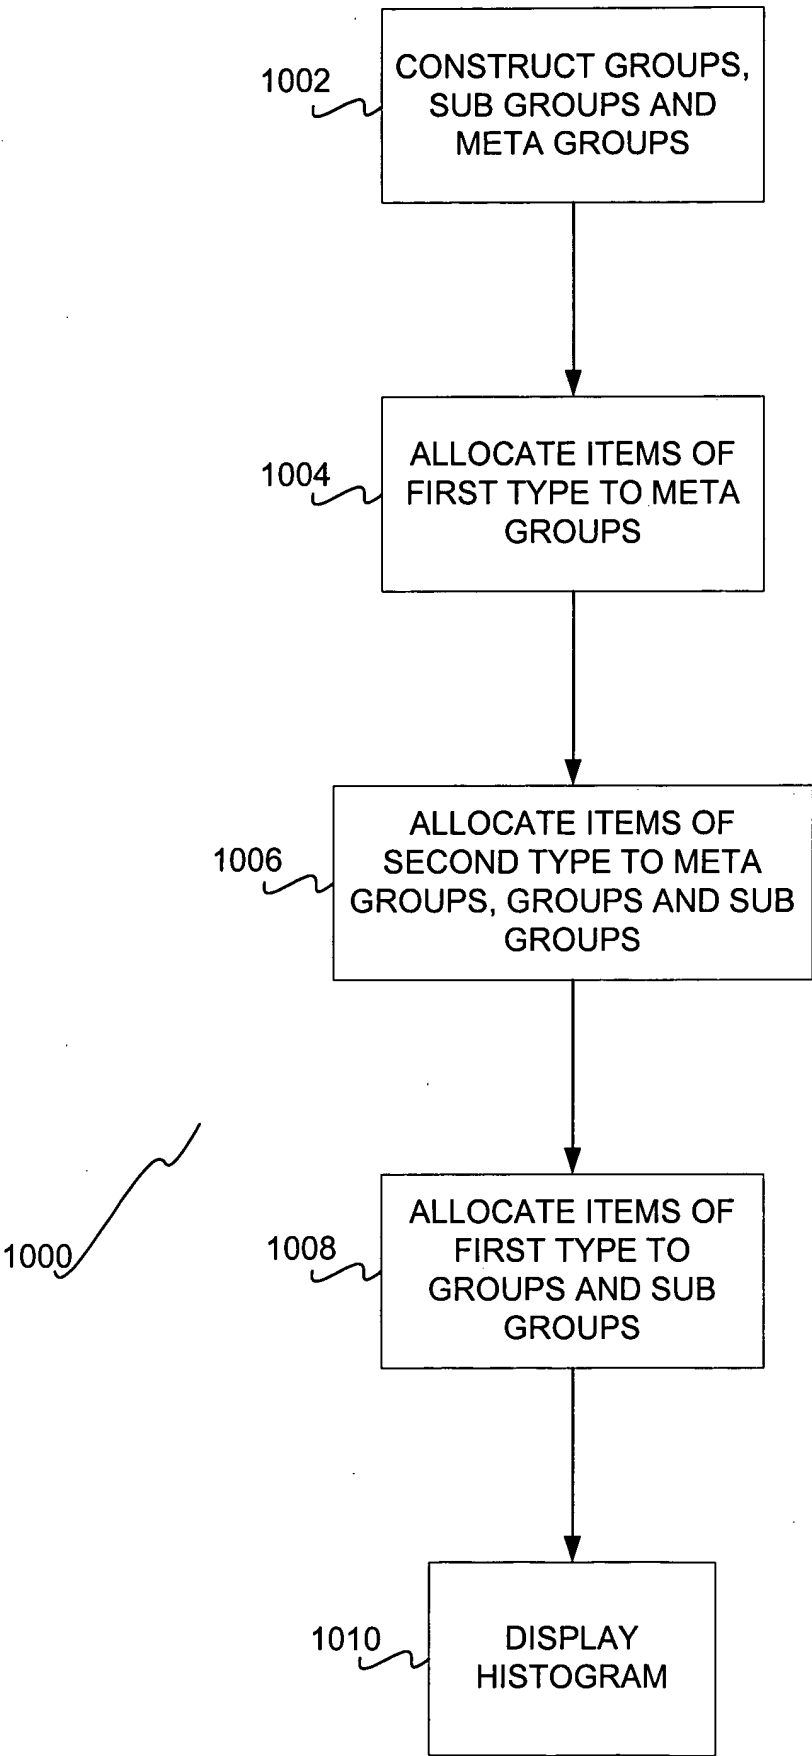 1002
CONSTRUCT GROUPS,
SUB GROUPS AND
META GROUPS
1004
ALLOCATE ITEMS OF
FIRST TYPE TO META
GROUPS
1006
ALLOCATE ITEMS OF
SECOND TYPE TO META
GROUPS, GROUPS AND SUB
GROUPS
1000
1008
ALLOCATE ITEMS OF
FIRST TYPE TO
GROUPS AND SUB
GROUPS
1010
DISPLAY
HISTOGRAM